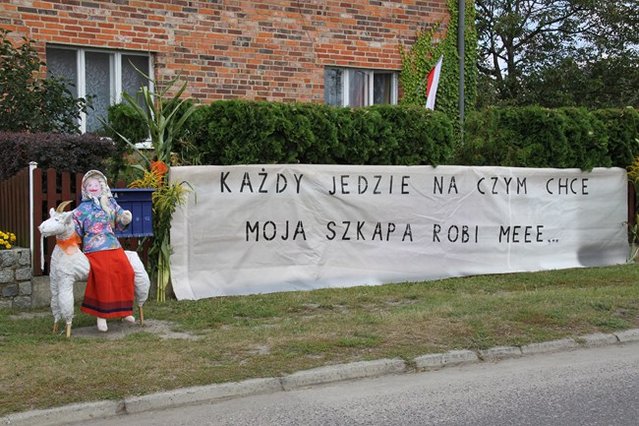 KAŻDY JEDZIE NA CZYM CHCE
MOJA SZKAPA ROBI MEEE...